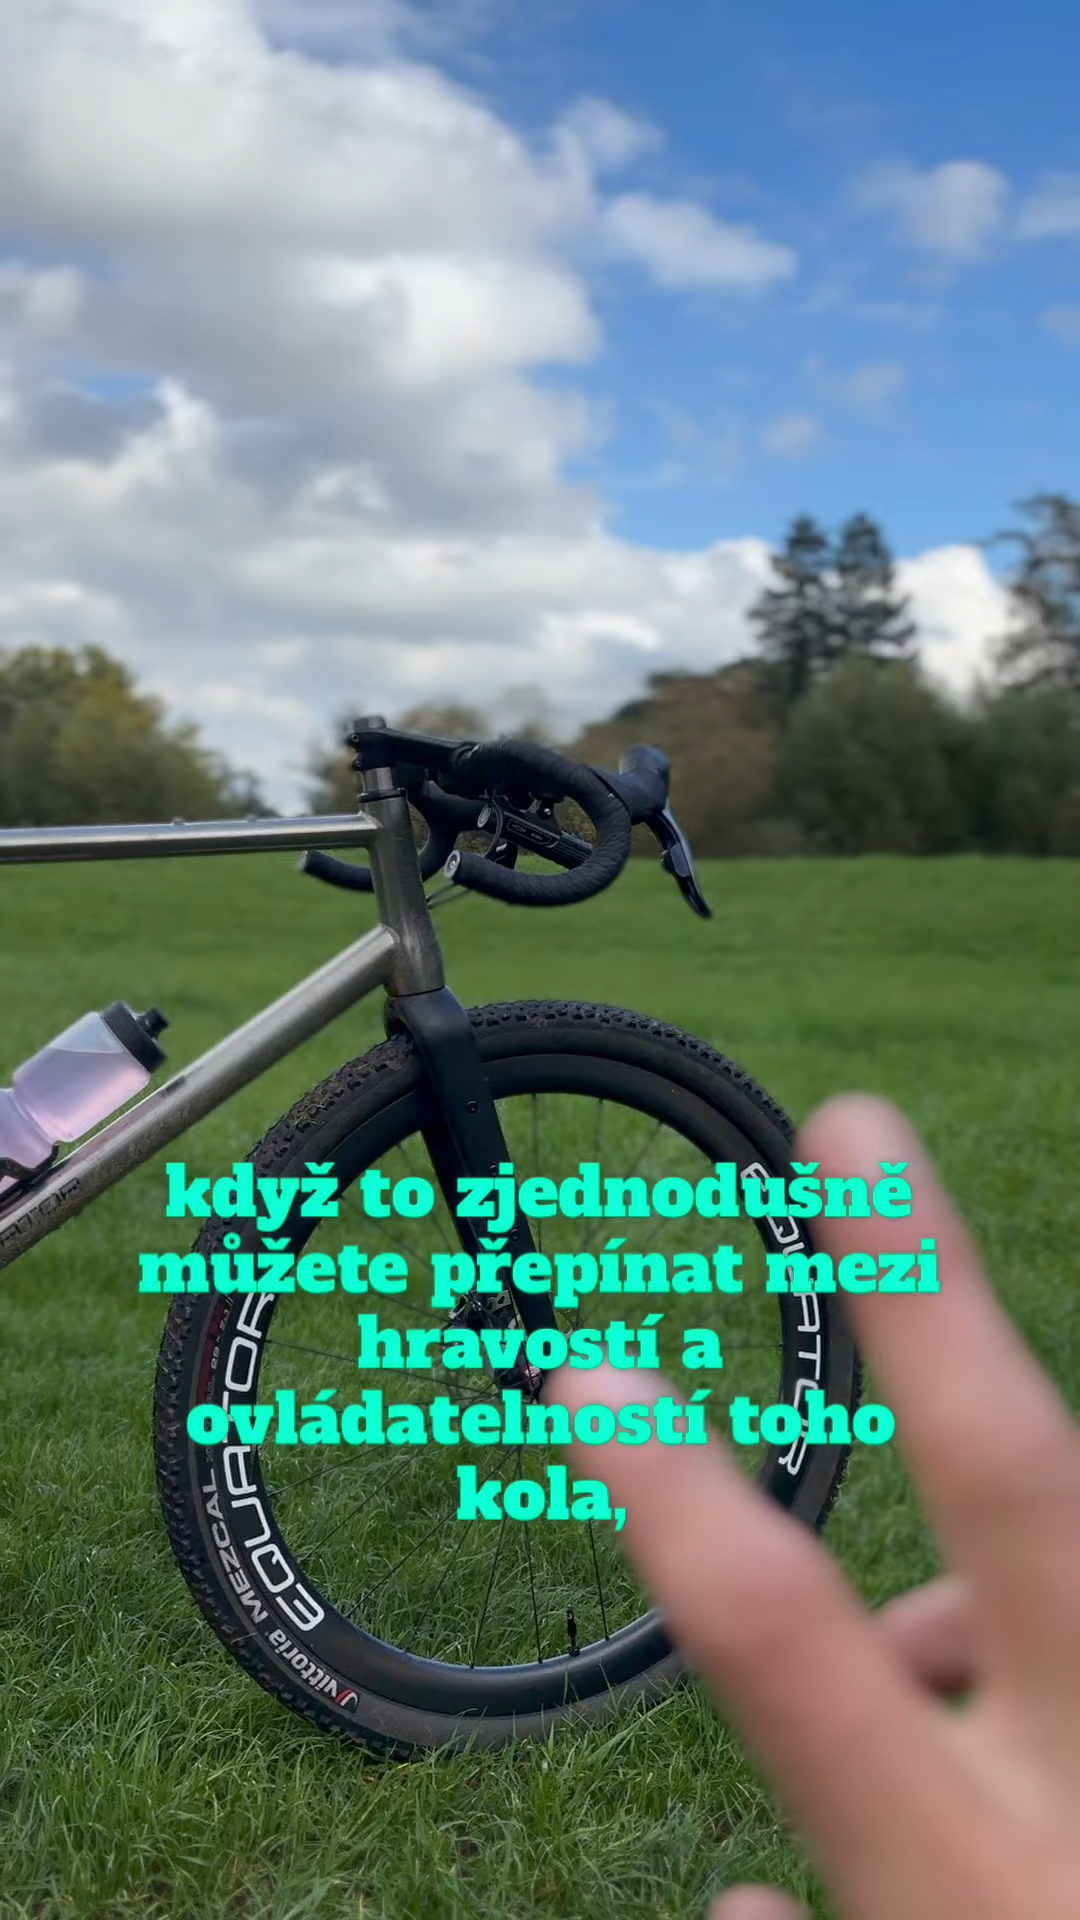 když to zjednodušně
můžete přepínat mezi
hravostí a
ovládatelností toho
kola,
EQUATOR
EQUATOR
MEZCAL
Vittoria